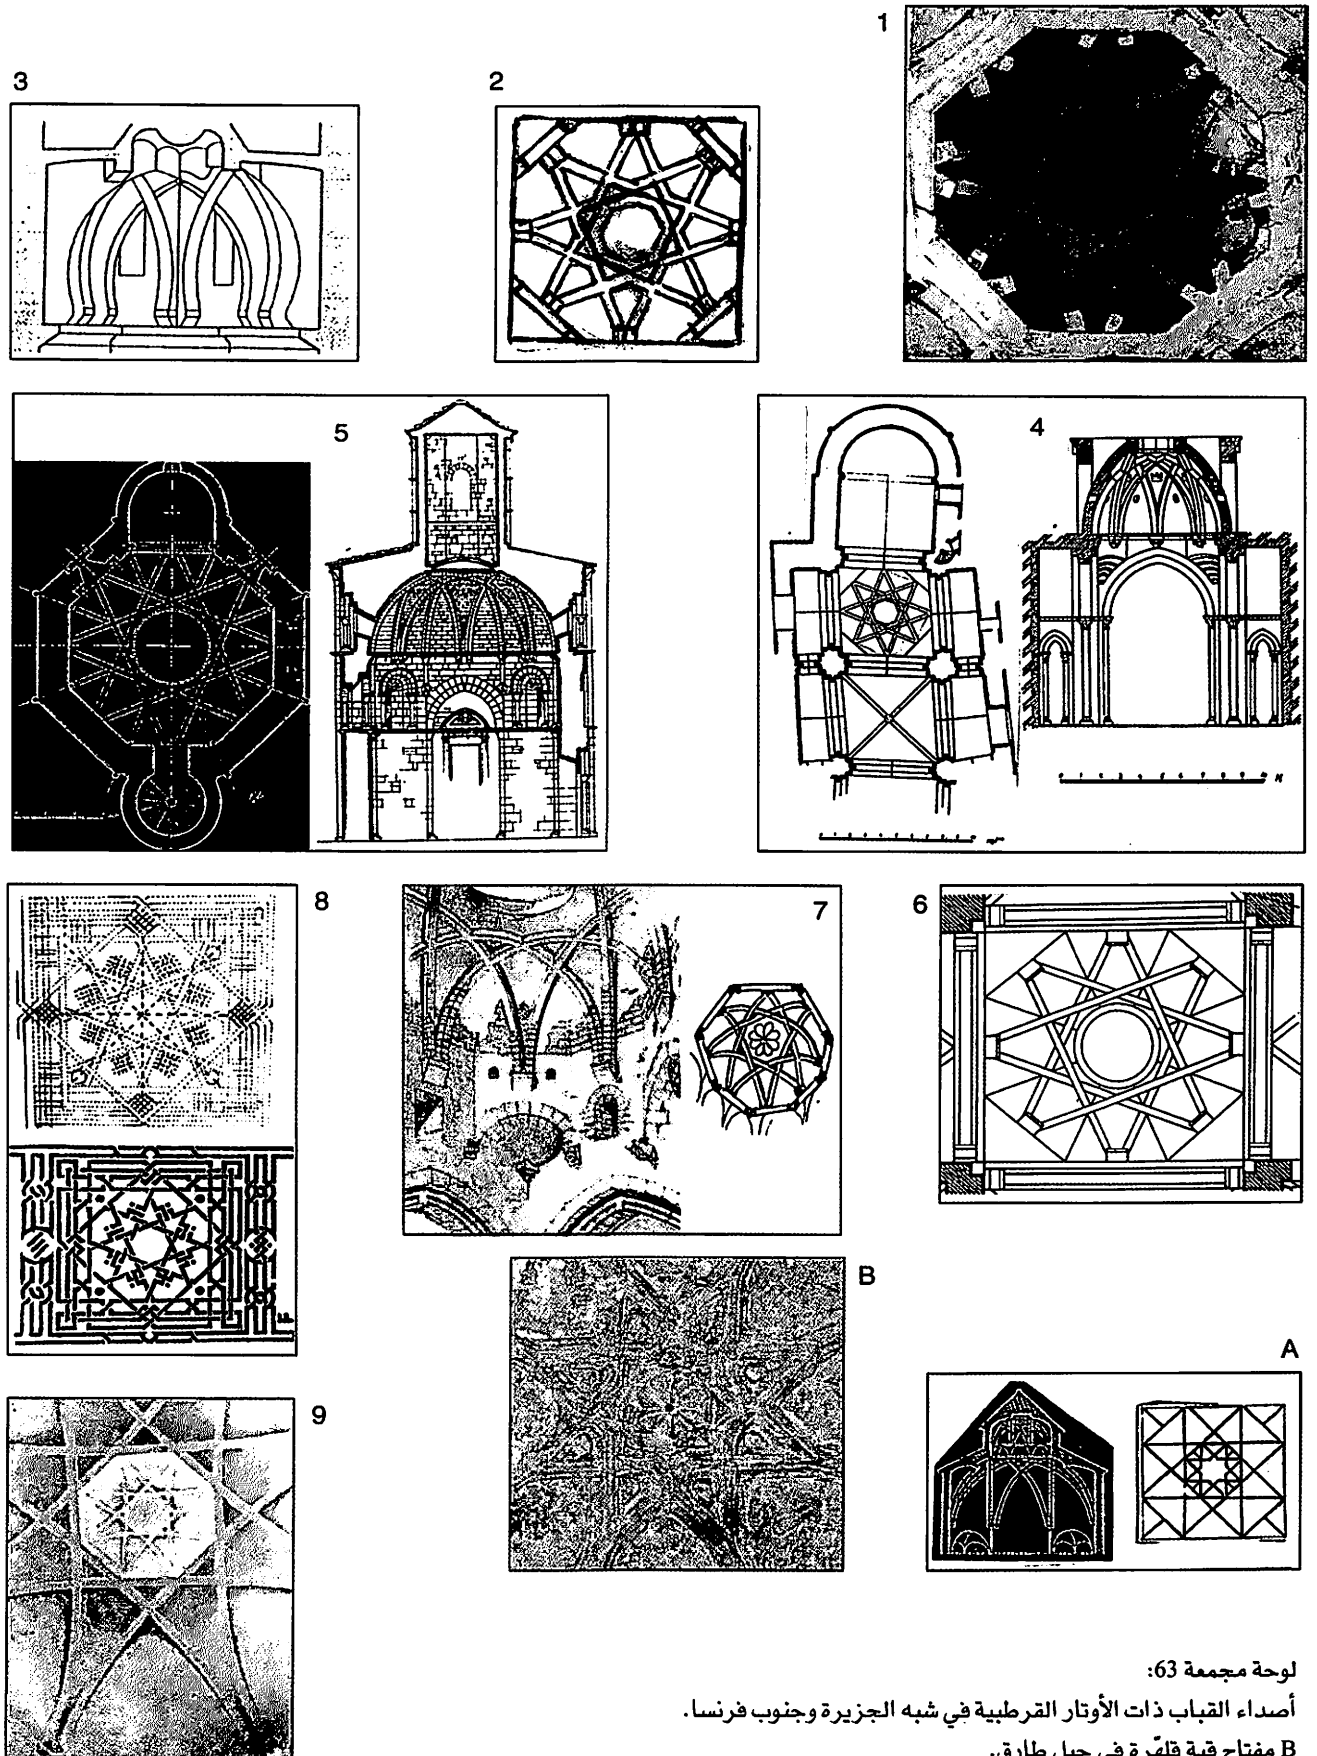 1
2
3
4
5
6
7
8
9
B
A
لوحة مجمعة 63:
أصداء القباب ذات الأوتار القرطبية في شبه الجزيرة وجنوب فرنسا.
B مفتاح قبة قلهرة في جبل طارق.